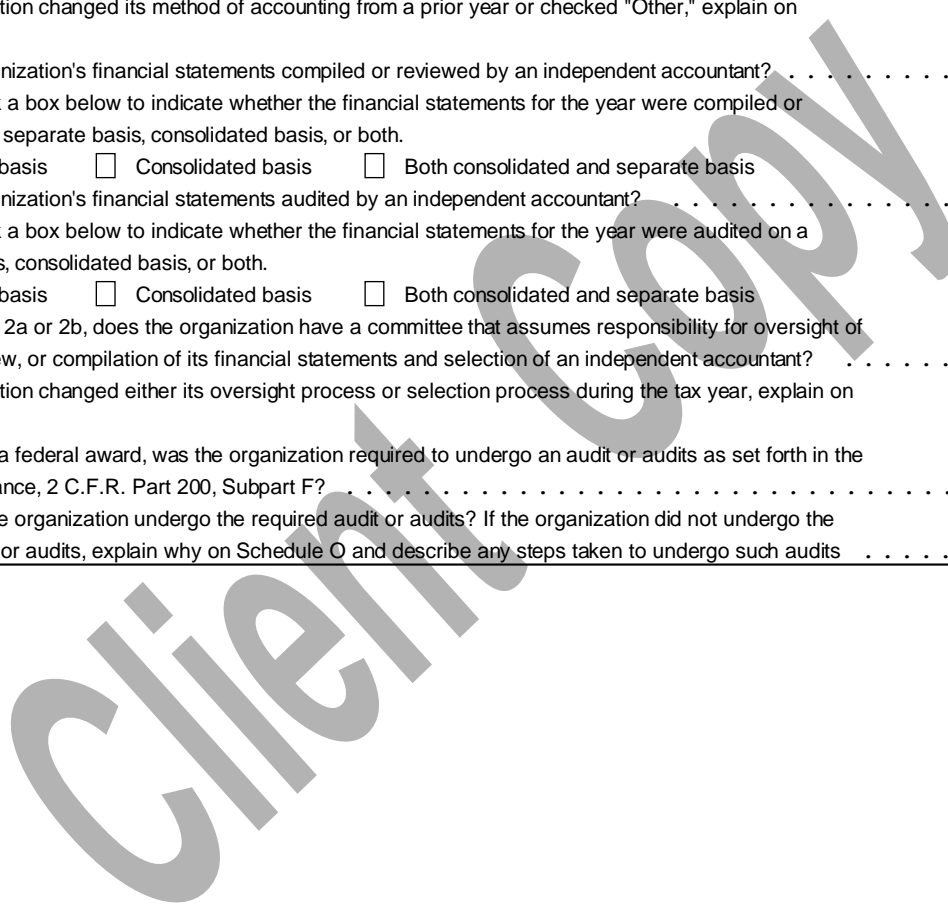 tion changed its method of accounting from a prior year or checked "Other," explain on
nization's financial statements compiled or reviewed by an independent accountant? . . . . . . . . .
a box below to indicate whether the financial statements for the year were compiled or
separate basis, consolidated basis, or both.
basis Consolidated basis Both consolidated and separate basis
nization's financial statements audited by an independent accountant? . . . . . . . . . . . . . . .
a box below to indicate whether the financial statements for the year were audited on a
s, consolidated basis, or both.
basis Consolidated basis Both consolidated and separate basis
2a or 2b, does the organization have a committee that assumes responsibility for oversight of
ew, or compilation of its financial statements and selection of an independent accountant? . . . . . .
tion changed either its oversight process or selection process during the tax year, explain on
a federal award, was the organization required to undergo an audit or audits as set forth in the
ance, 2 C.F.R. Part 200, Subpart F? . . . . . . . . . . . . . . . . . . . . . . . . . . . . . . . .
e organization undergo the required audit or audits? If the organization did not undergo the
or audits, explain why on Schedule O and describe any steps taken to undergo such audits . . . . .
Client Copy